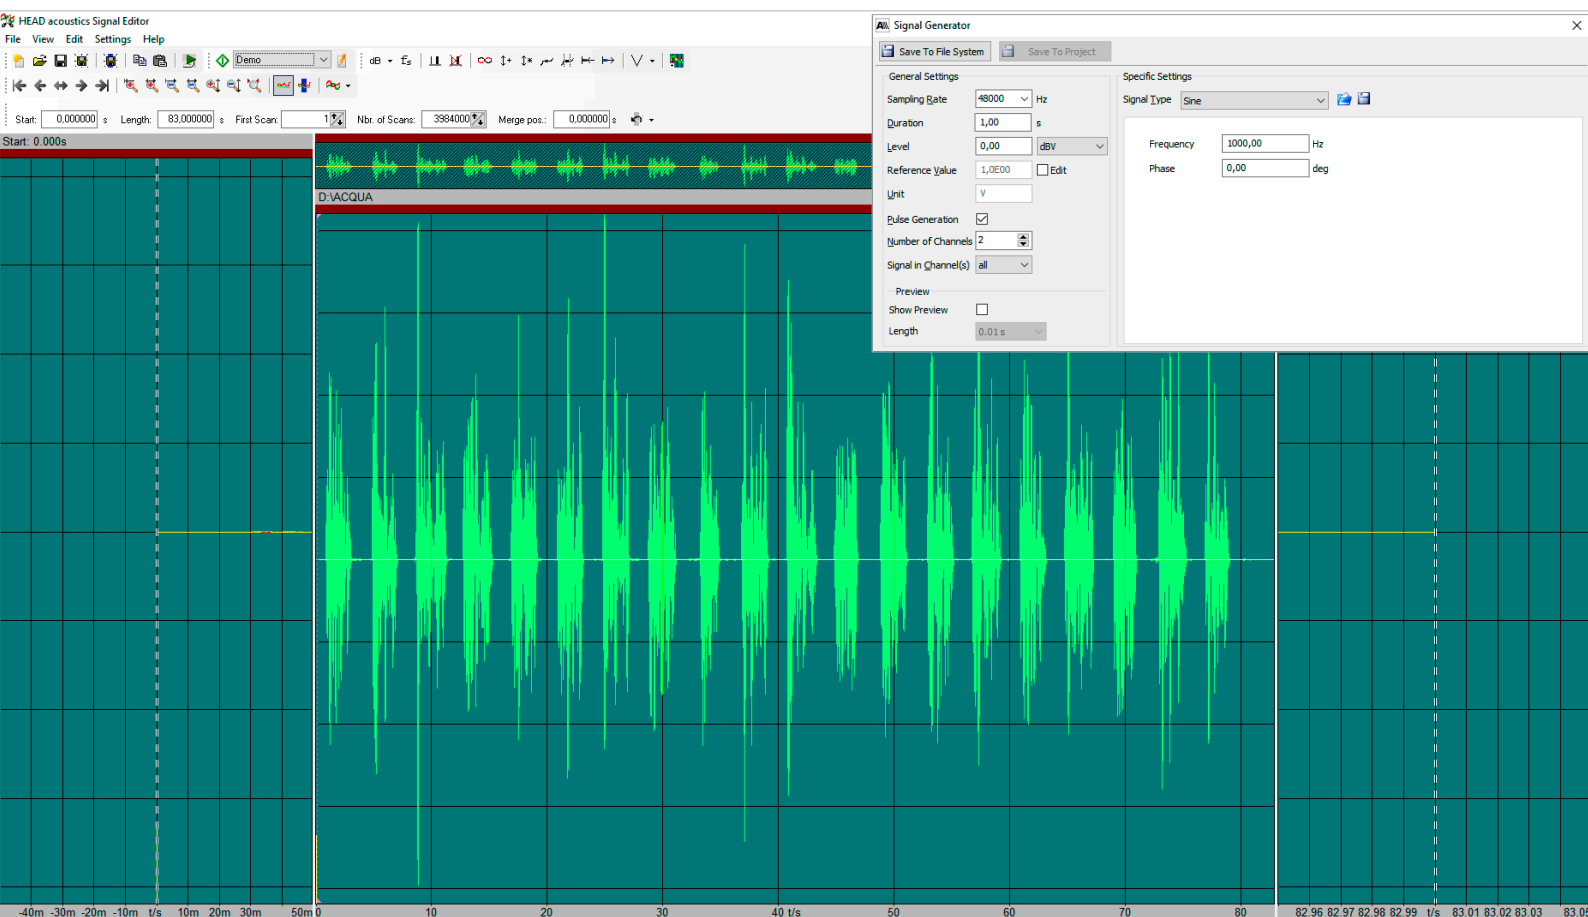 HEAD acoustics Signal Editor
File View Edit Settings Help
Demo
dB
fs
Start: 0,000000 s Length: 83,000000 s First Scan: 1 Nbr. of Scans: 3984000 Merge pos.: 0,000000 s
Start: 0.000s
D:\ACQUA
-40m -30m -20m -10m t/s 10m 20m 30m 50m
0 10 20 30 40 t/s 50 60 70 80
82.96 82.97 82.98 82.99 t/s 83.01 83.02 83.03
Signal Generator
Save To File System Save To Project
General Settings
Sampling Rate 48000 Hz
Duration 1,00 s
Level 0,00 dBV
Reference Value 1,0E00 Edit
Unit V
Pulse Generation
Number of Channels 2
Signal in Channel(s) all
Preview
Show Preview
Length 0.01 s
Specific Settings
Signal Type Sine
Frequency 1000,00 Hz
Phase 0,00 deg